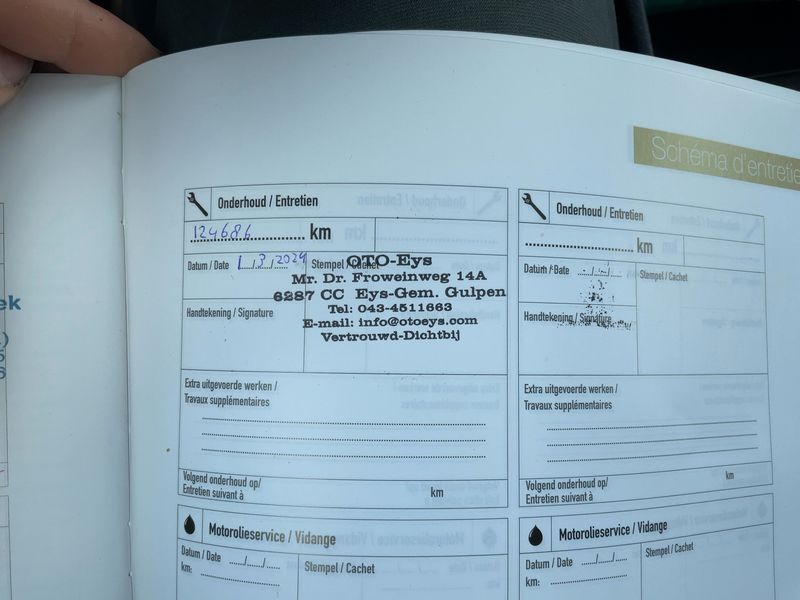 Schéma d'entretie
Onderhoud / Entretien
124686 km
Datum / Date 1/3/2024 Stempel / Cachet
OTO-Eys
Mr. Dr. Froweinweg 14A
6287 CC Eys-Gem. Gulpen
Tel: 043-4511663
E-mail: info@otoeys.com
Vertrouwd-Dichtbij
Handtekening / Signature
Extra uitgevoerde werken /
Travaux supplémentaires
Volgend onderhoud op/
Entretien suivant à km
Onderhoud / Entretien
km
Datum / Date Stempel / Cachet
Handtekening / Signature
Extra uitgevoerde werken /
Travaux supplémentaires
Volgend onderhoud op/
Entretien suivant à km
Motorolieservice / Vidange
Datum / Date Stempel / Cachet
km:
Motorolieservice / Vidange
Datum / Date Stempel / Cachet
km:
ek
)
5
6